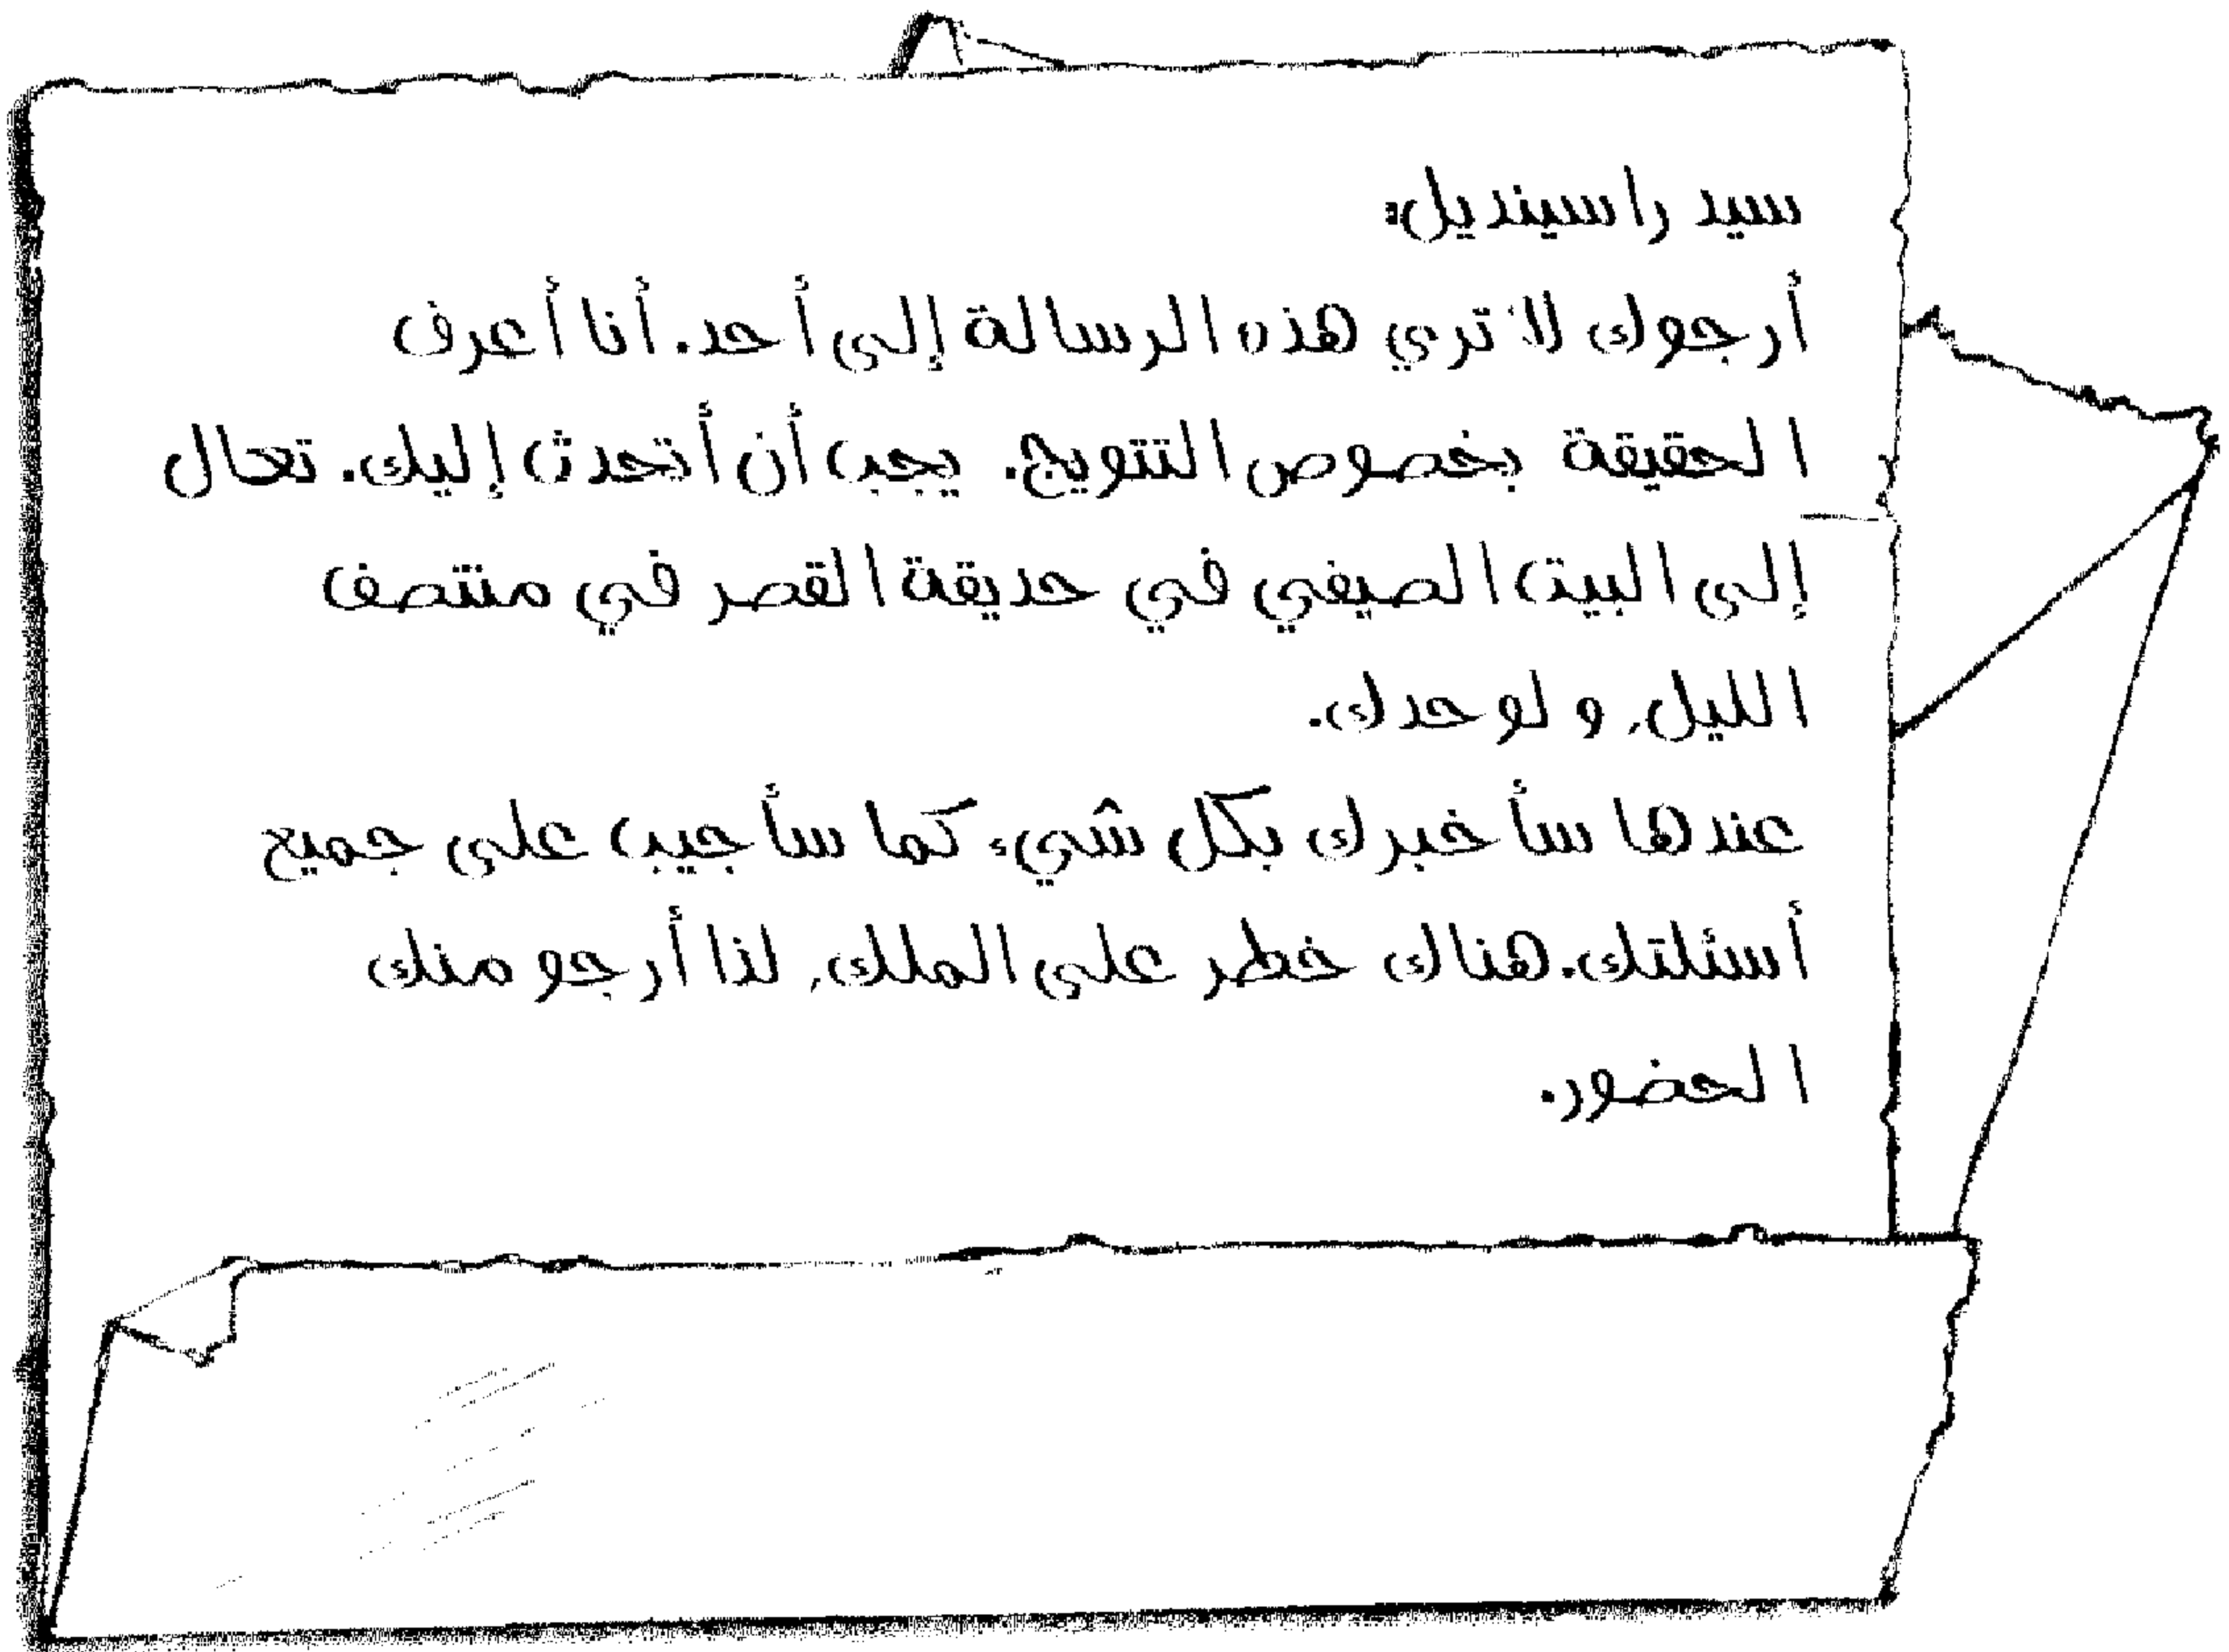 سيد راسينديل:
أرجوك لا تري هذه الرسالة إلى أحد. أنا أعرف
الحقيقة بخصوص التتويج. يجب أن أتحدث إليك. تعال
إلى البيت الصيفي في حديقة القصر في منتصف
الليل, و لوحدك.
عندها سأخبرك بكل شيء كما سأجيب على جميع
أسئلتك. هناك خطر على الملك, لذا أرجو منك
الحضور.